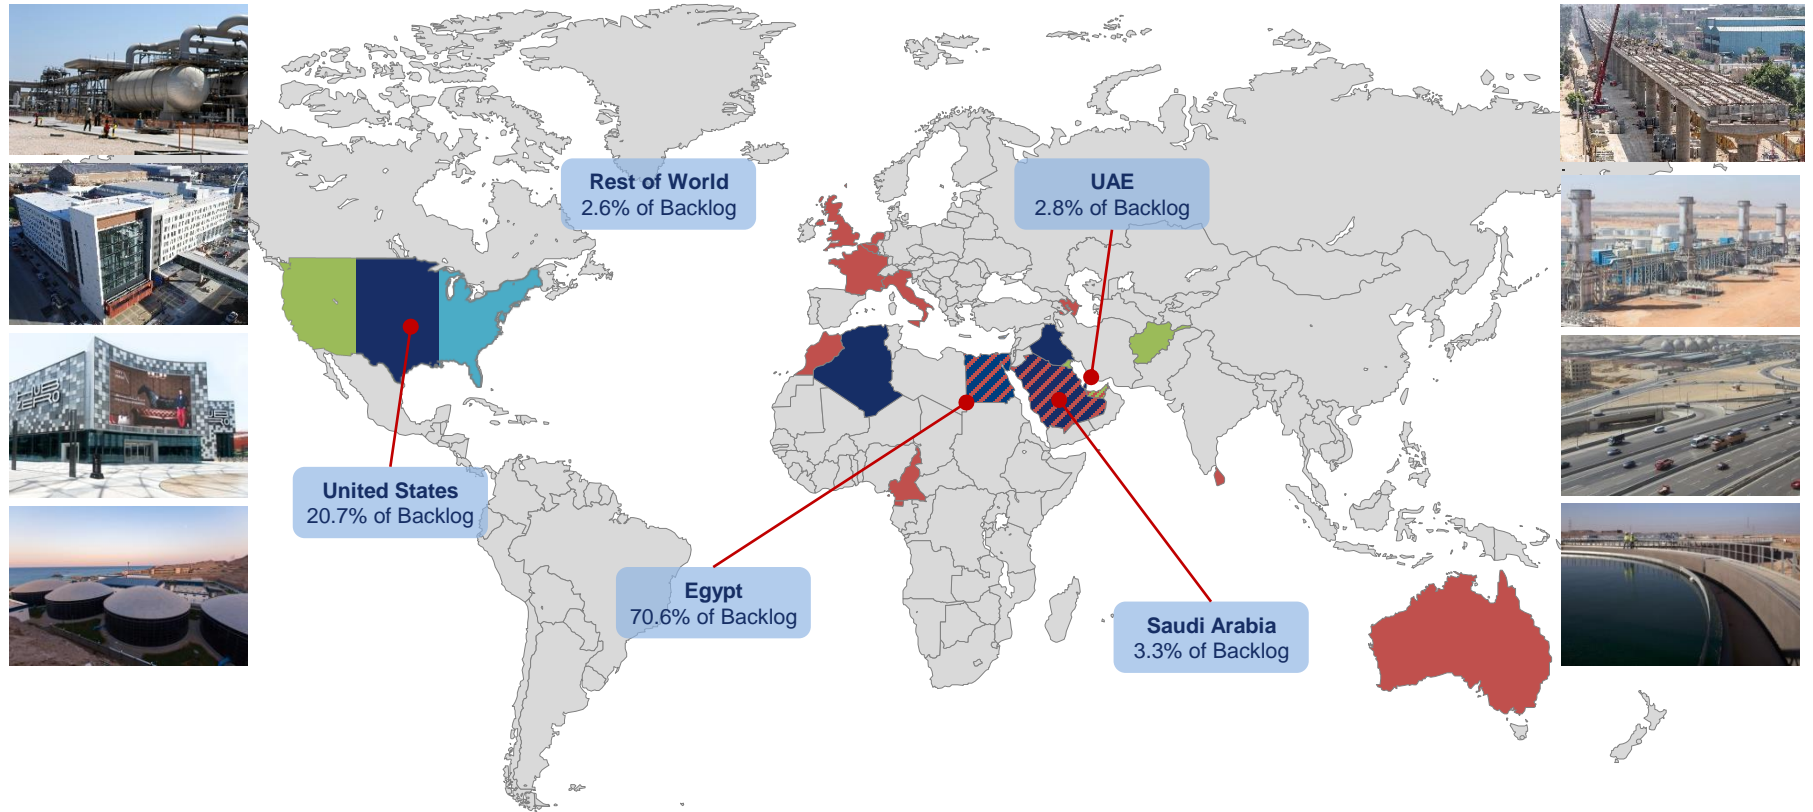 Rest of World
2.6% of Backlog
UAE
2.8% of Backlog
United States
20.7% of Backlog
Egypt
70.6% of Backlog
Saudi Arabia
3.3% of Backlog